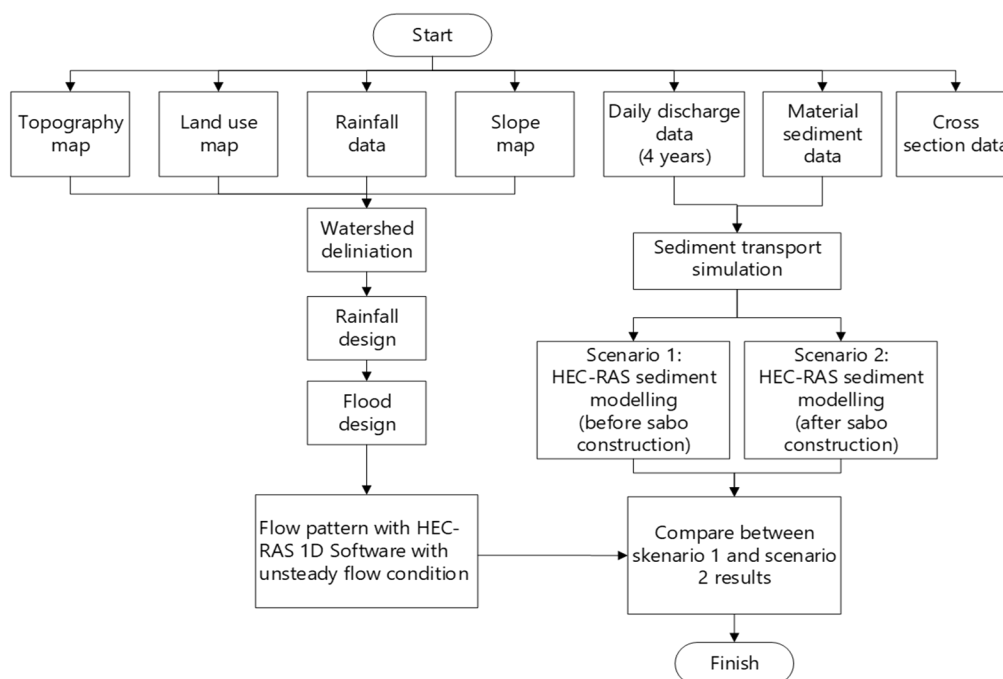 Start
Topography
map
Land use
map
Rainfall
data
Slope
map
Daily discharge
data
(4 years)
Material
sediment
data
Cross
section data
Watershed
deliniation
Sediment transport
simulation
Rainfall
design
Scenario 1:
HEC-RAS sediment
modelling
(before sabo
construction)
Scenario 2:
HEC-RAS sediment
modelling
(after sabo
construction)
Flood
design
Flow pattern with HEC-
RAS 1D Software with
unsteady flow condition
Compare between
skenario 1 and scenario
2 results
Finish